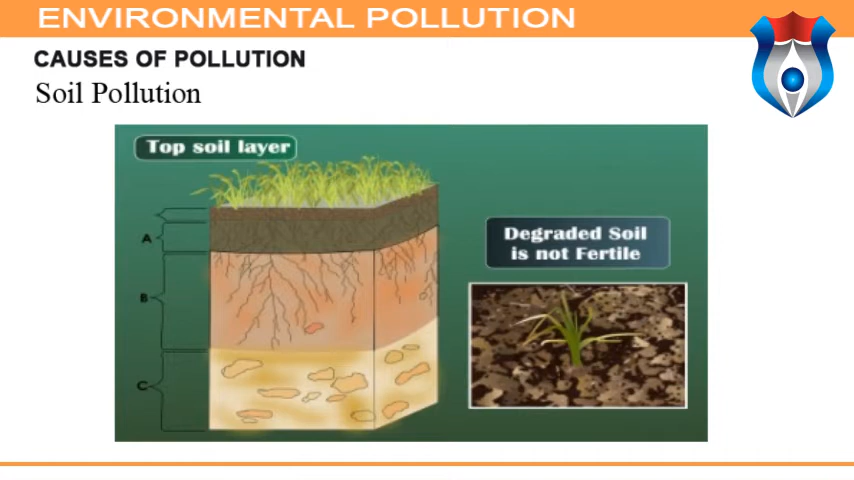 ENVIRONMENTAL POLLUTION
CAUSES OF POLLUTION
Soil Pollution
Top soil layer
A
B
C
Degraded Soil
is not Fertile